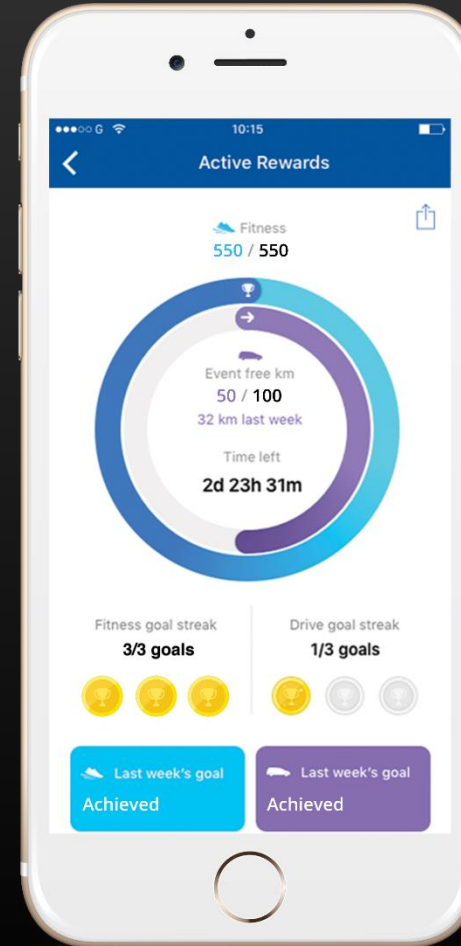 G 10:15
Active Rewards
Fitness
550 / 550
Event free km
50 / 100
32 km last week
Time left
2d 23h 31m
Fitness goal streak
3/3 goals
Drive goal streak
1/3 goals
Last week's goal
Achieved
Last week's goal
Achieved